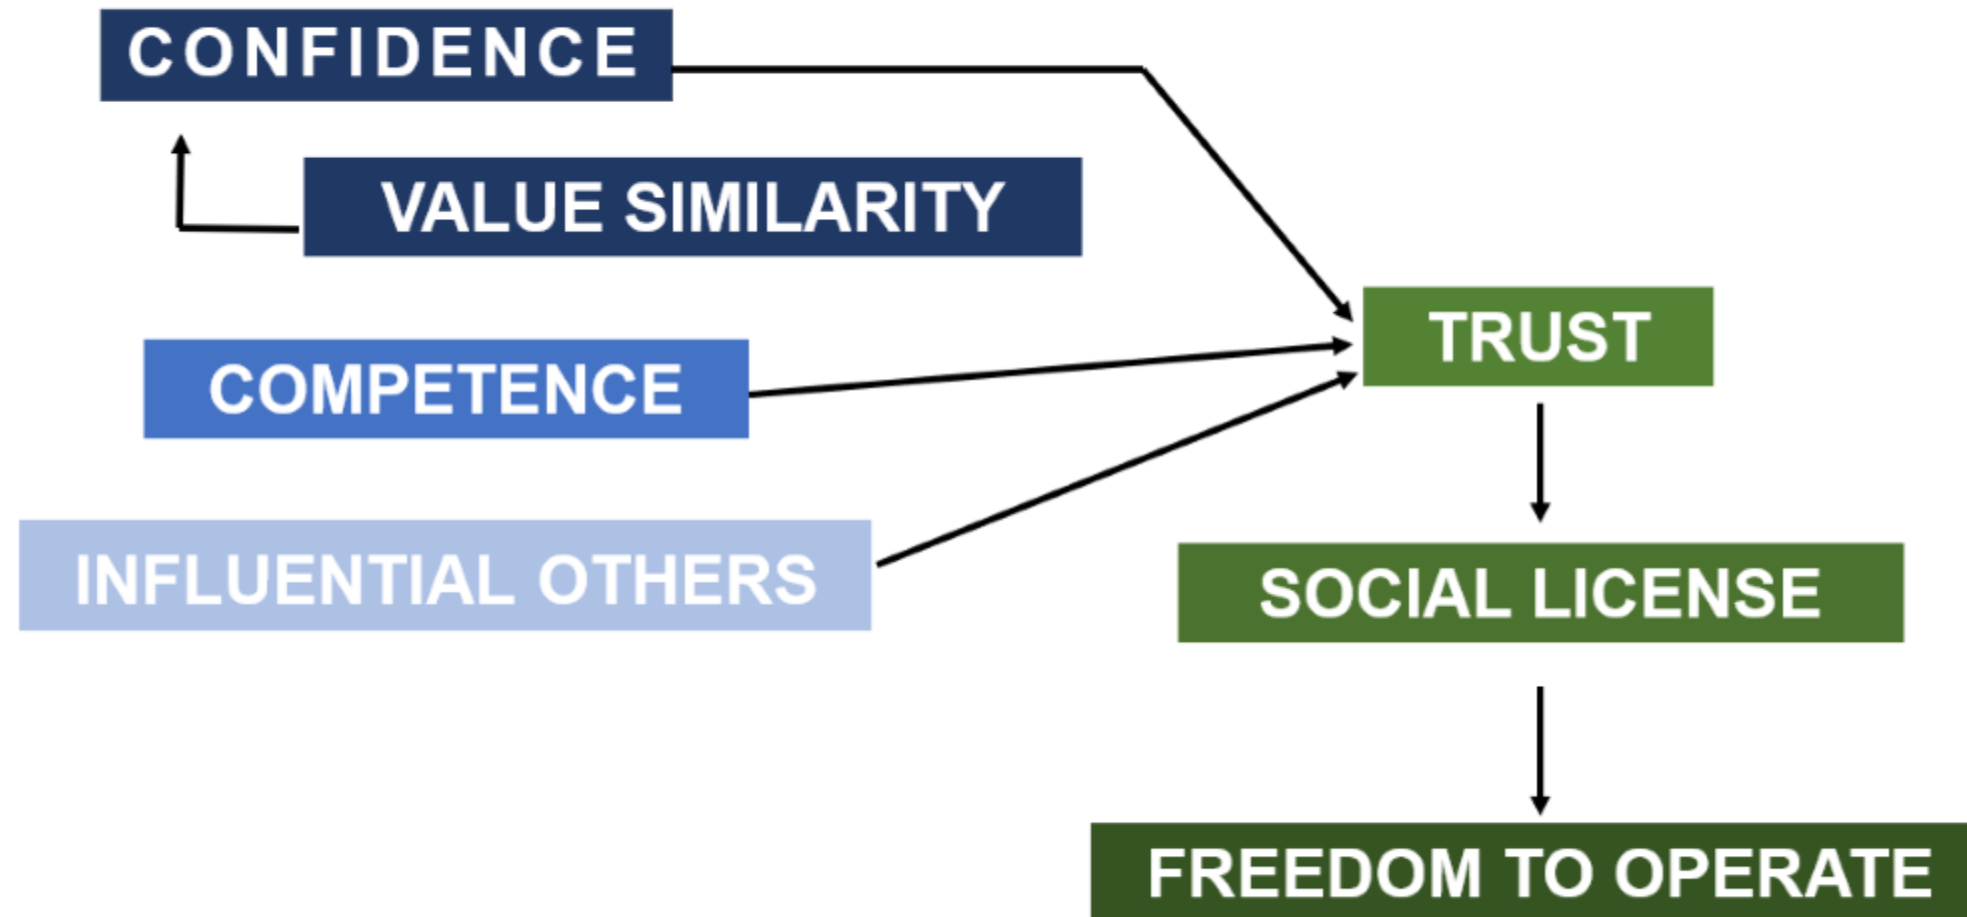 CONFIDENCE
VALUE SIMILARITY
COMPETENCE
INFLUENTIAL OTHERS
TRUST
SOCIAL LICENSE
FREEDOM TO OPERATE